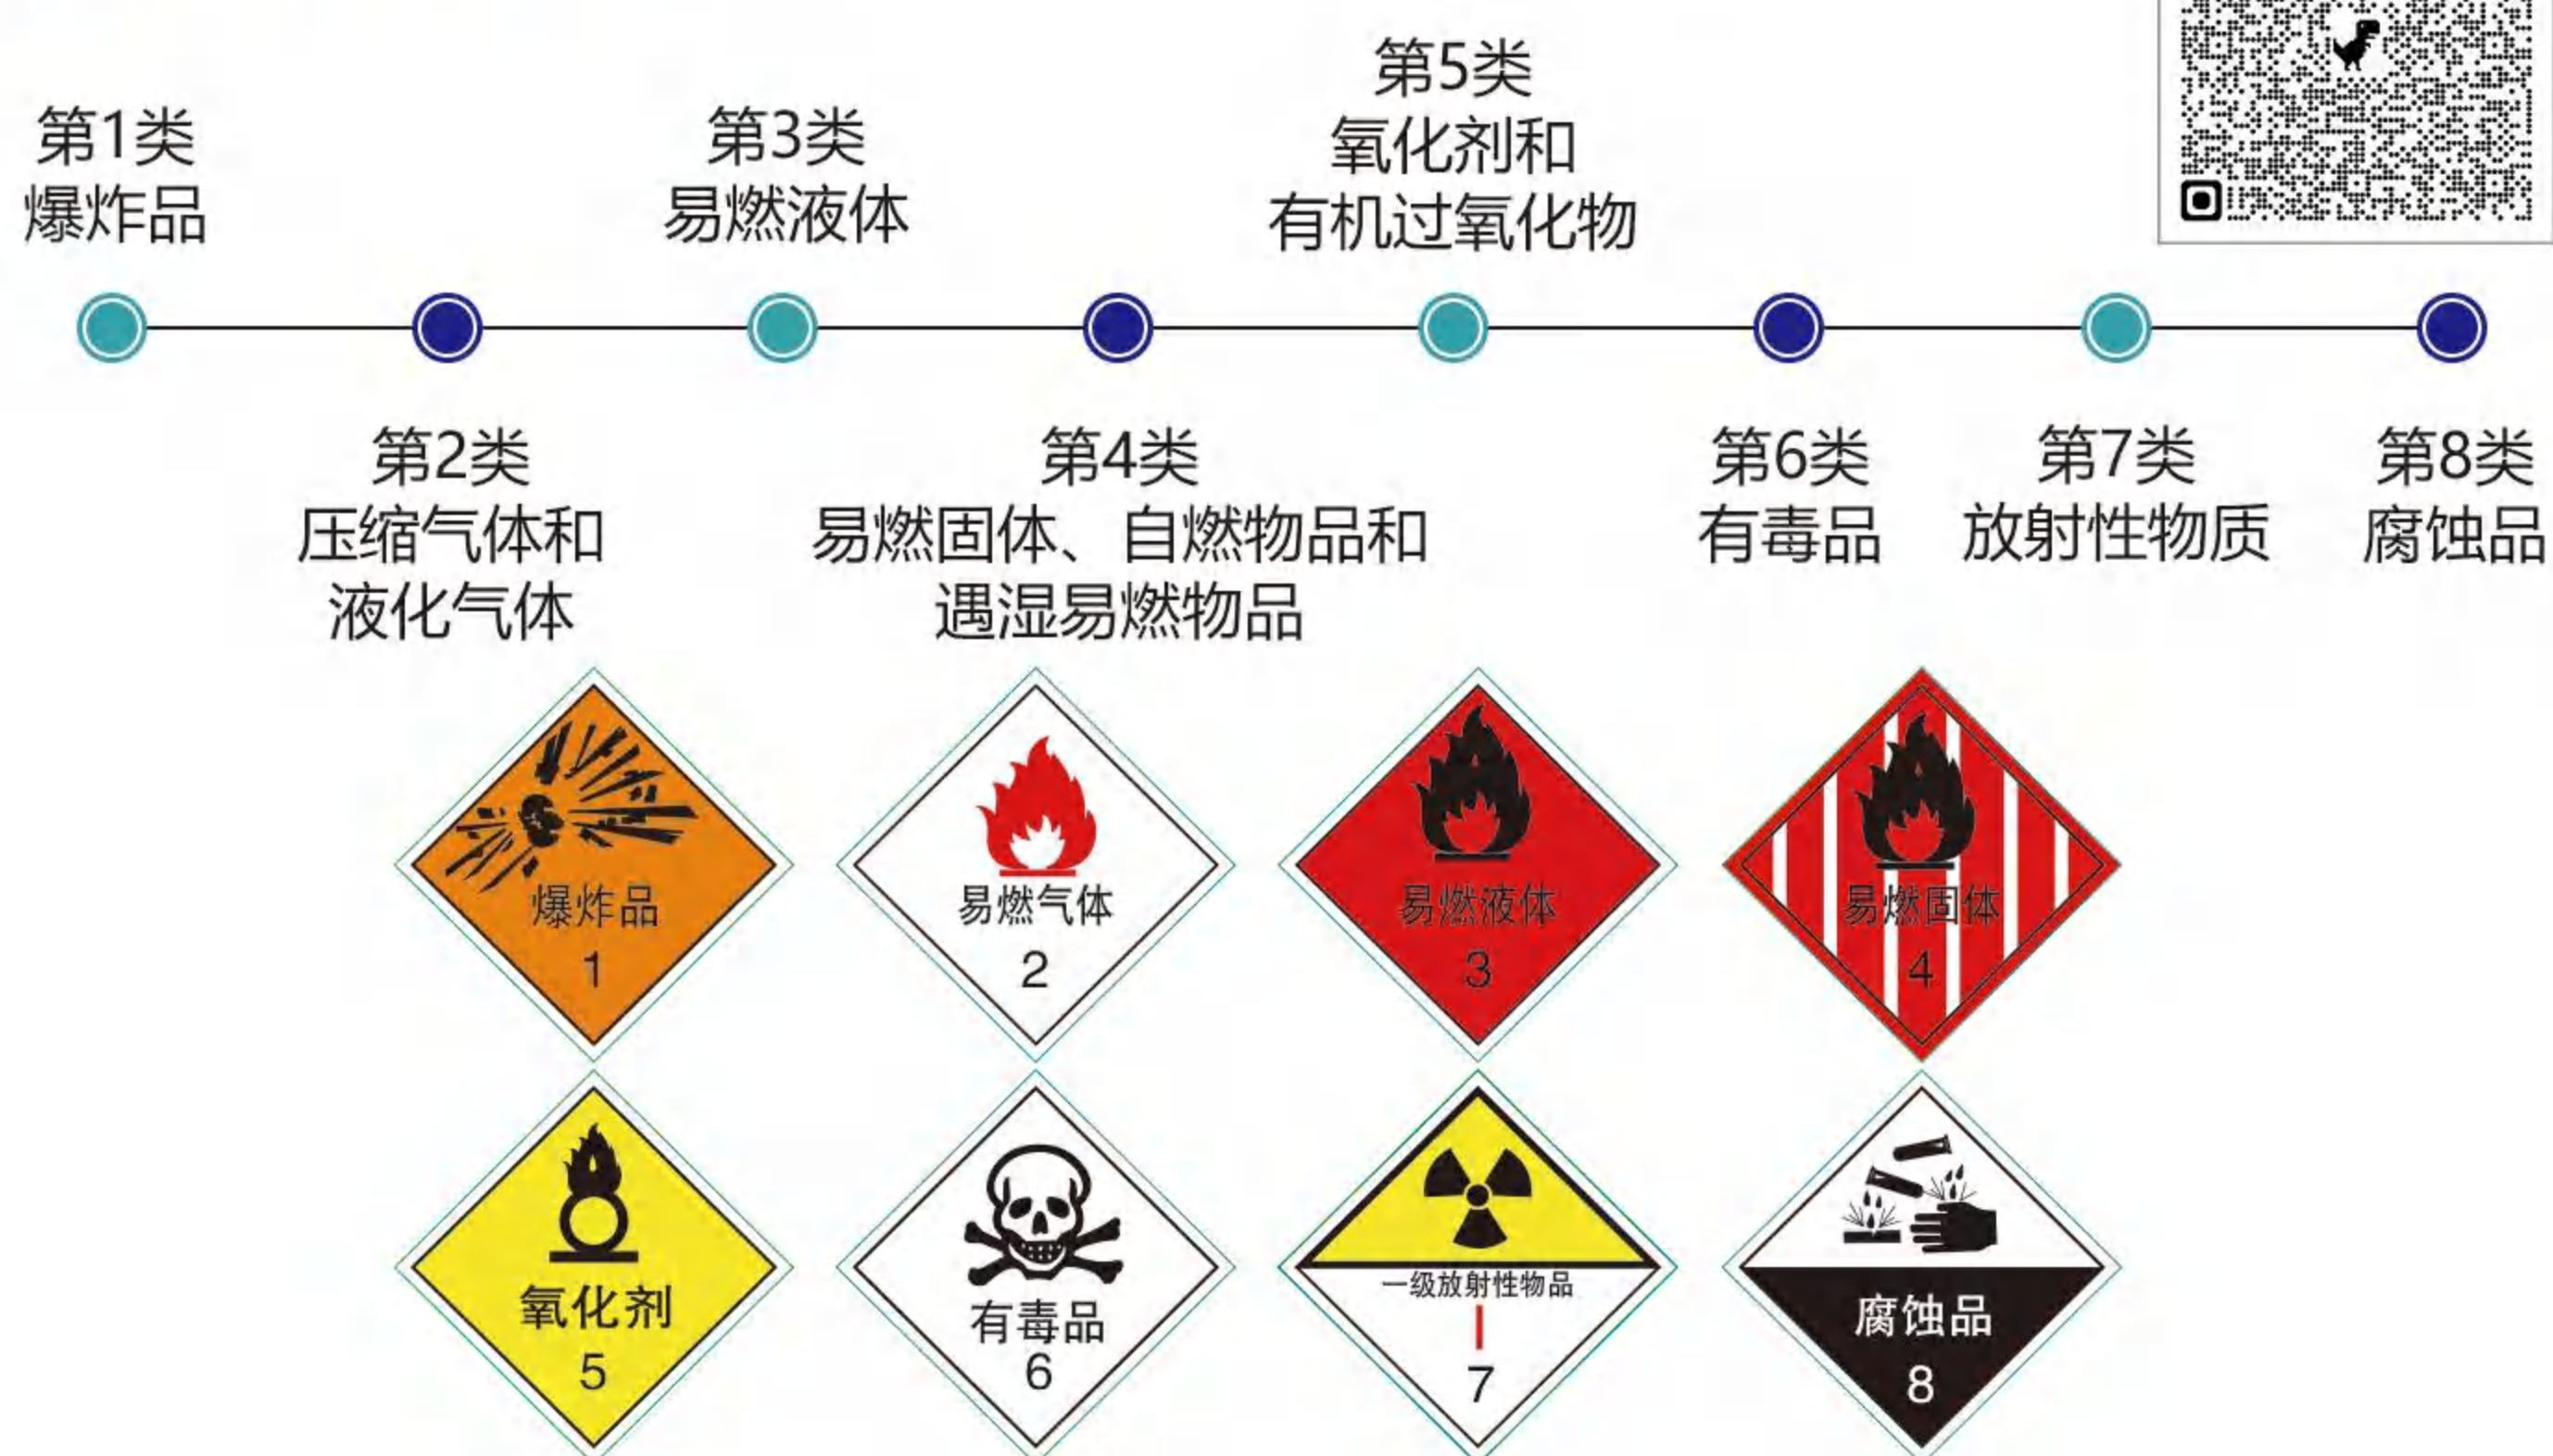 第1类
爆炸品
第3类
易燃液体
第5类
氧化剂和
有机过氧化物
第2类
压缩气体和
液化气体
第4类
易燃固体、自燃物品和
遇湿易燃物品
第6类
有毒品
第7类
放射性物质
第8类
腐蚀品
爆炸品
1
易燃气体
2
易燃液体
3
易燃固体
4
氧化剂
5
有毒品
6
一级放射性物品
I
7
腐蚀品
8